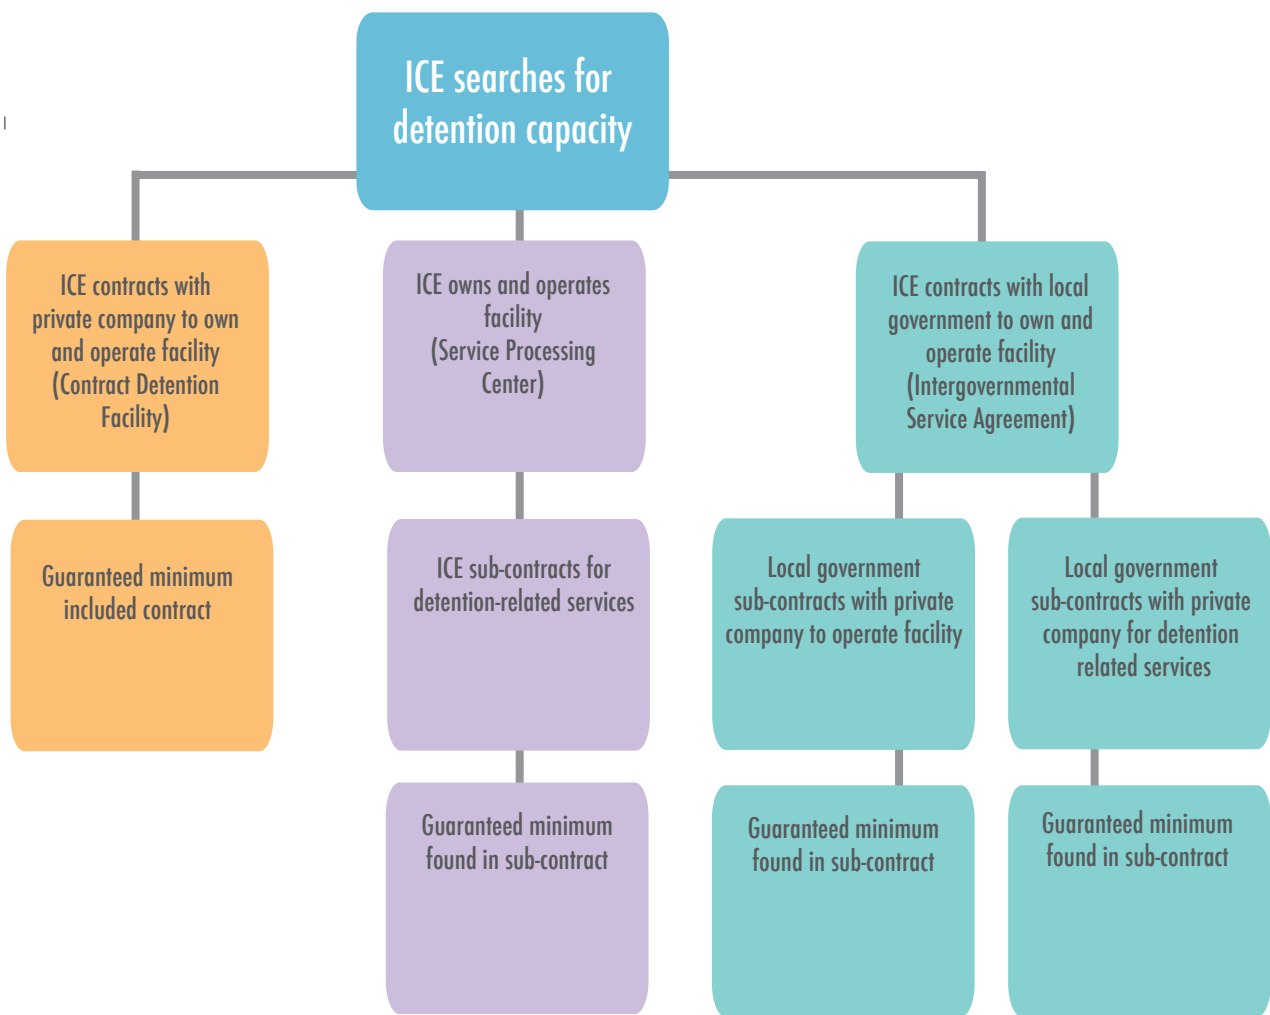 ICE searches for
detention capacity
ICE contracts with
private company to own
and operate facility
(Contract Detention
Facility)
Guaranteed minimum
included contract
ICE owns and operates
facility
(Service Processing
Center)
ICE sub-contracts for
detention-related services
Guaranteed minimum
found in sub-contract
ICE contracts with local
government to own and
operate facility
(Intergovernmental
Service Agreement)
Local government
sub-contracts with private
company to operate facility
Guaranteed minimum
found in sub-contract
Local government
sub-contracts with private
company for detention
related services
Guaranteed minimum
found in sub-contract